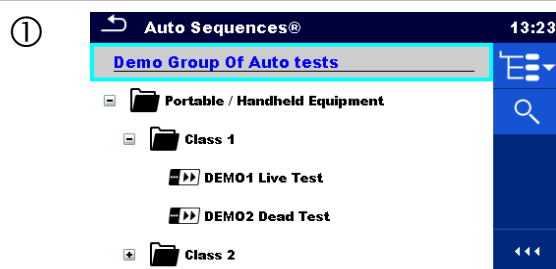 ①
Auto Sequences® 13:23
Demo Group Of Auto tests
Portable / Handheld Equipment
Class 1
DEMO1 Live Test
DEMO2 Dead Test
Class 2